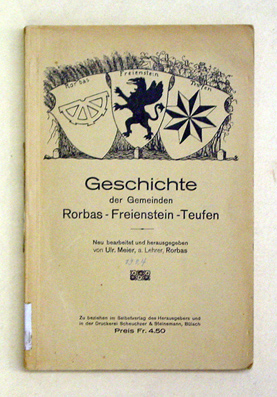 Rorbas
Freienstein
Teufen
Geschichte
der Gemeinden
Rorbas - Freienstein - Teufen
Neu bearbeitet und herausgegeben
von Ulr. Meier, a. Lehrer, Rorbas
1924
Zu beziehen im Selbstverlag des Herausgebers und
in der Druckerei Scheuchzer & Steinemann, Bülach
Preis Fr. 4.50